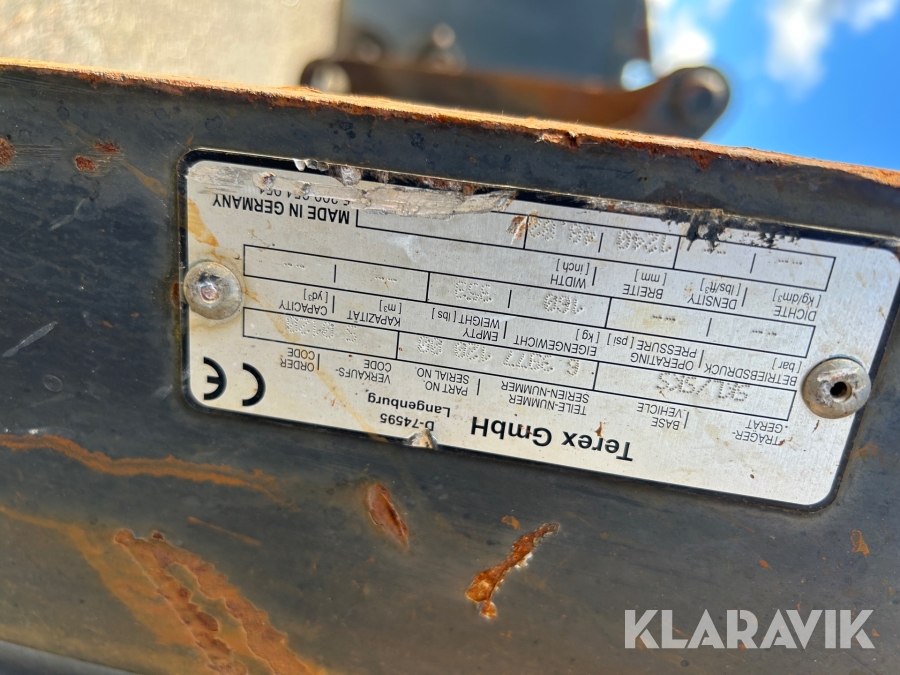 Terex GmbH
D-74595
Langenburg
TRÄGER-
GERÄT
BASE
VEHICLE
TEILE-NUMMER
SERIEN-NUMMER
PART NO.
SERIAL NO.
VERKAUFS-
CODE
ORDER
CODE
BETRIEBSDRUCK
[ bar ]
OPERATING
PRESSURE [ psi ]
EIGENGEWICHT
[ kg ]
EMPTY
WEIGHT [ lbs ]
160
353
KAPAZITÄT
[ m³ ]
CAPACITY
[ yd³ ]
--
--
--
--
DICHTE
[ kg/dm³ ]
DENSITY
[ lbs/ft³ ]
BREITE
[ mm ]
WIDTH
[ inch ]
--
--
1240
MADE IN GERMANY
CE
KLARAVIK